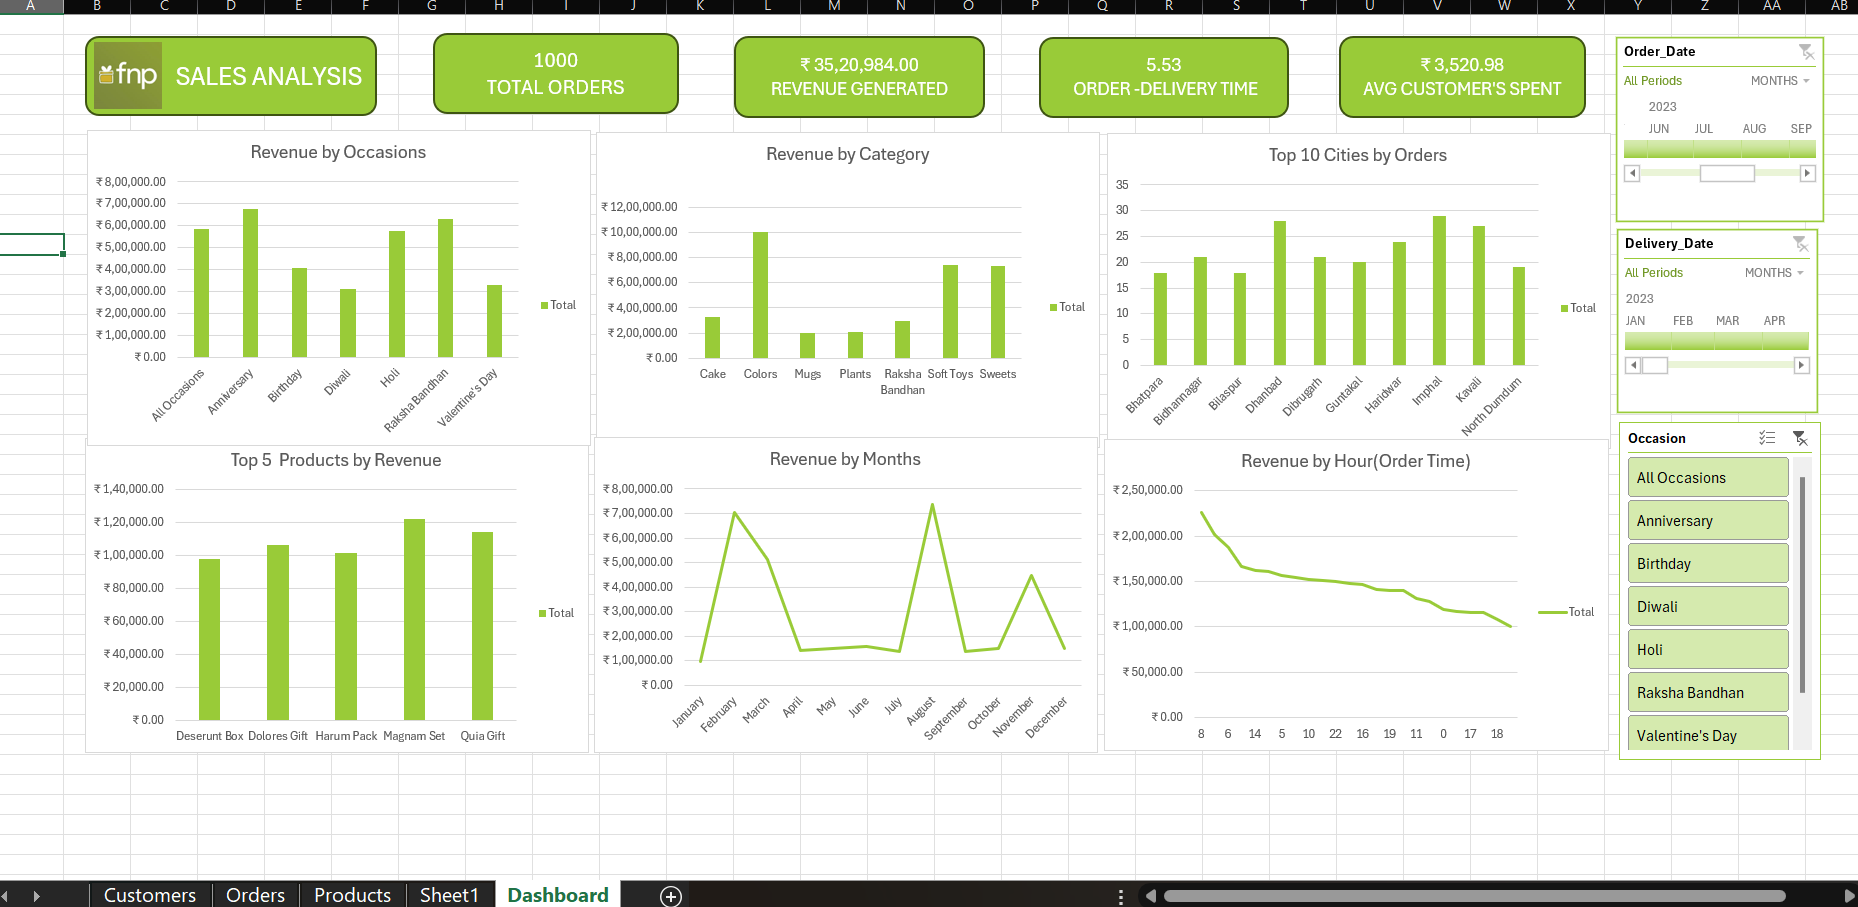 A B C D E F G H I J K L M N O P Q R S T U V W X Y Z AA AB
fnp SALES ANALYSIS
1000
TOTAL ORDERS
₹ 35,20,984.00
REVENUE GENERATED
5.53
ORDER -DELIVERY TIME
₹ 3,520.98
AVG CUSTOMER'S SPENT
Revenue by Occasions
₹ 8,00,000.00
₹ 7,00,000.00
₹ 6,00,000.00
₹ 5,00,000.00
₹ 4,00,000.00
₹ 3,00,000.00
₹ 2,00,000.00
₹ 1,00,000.00
₹ 0.00
All Occasions Anniversary Birthday Diwali Holi Raksha Bandhan Valentine's Day
Total
Revenue by Category
₹ 12,00,000.00
₹ 10,00,000.00
₹ 8,00,000.00
₹ 6,00,000.00
₹ 4,00,000.00
₹ 2,00,000.00
₹ 0.00
Cake Colors Mugs Plants Raksha Soft Toys Sweets
Bandhan
Total
Top 10 Cities by Orders
35
30
25
20
15
10
5
0
Bhatpara Bidhannagar Bilaspur Dhanbad Dibrugarh Guntakal Haridwar Imphal Kavali North Dumdum
Total
Top 5  Products by Revenue
₹ 1,40,000.00
₹ 1,20,000.00
₹ 1,00,000.00
₹ 80,000.00
₹ 60,000.00
₹ 40,000.00
₹ 20,000.00
₹ 0.00
Deserunt Box Dolores Gift Harum Pack Magnam Set Quia Gift
Total
Revenue by Months
₹ 8,00,000.00
₹ 7,00,000.00
₹ 6,00,000.00
₹ 5,00,000.00
₹ 4,00,000.00
₹ 3,00,000.00
₹ 2,00,000.00
₹ 1,00,000.00
₹ 0.00
January February March April May June July August September October November December
Revenue by Hour(Order Time)
₹ 2,50,000.00
₹ 2,00,000.00
₹ 1,50,000.00
₹ 1,00,000.00
₹ 50,000.00
₹ 0.00
8 6 14 5 10 22 16 19 11 0 17 18
Total
Order_Date
All Periods MONTHS
2023
JUN JUL AUG SEP
Delivery_Date
All Periods MONTHS
2023
JAN FEB MAR APR
Occasion
All Occasions
Anniversary
Birthday
Diwali
Holi
Raksha Bandhan
Valentine's Day
Customers Orders Products Sheet1 Dashboard